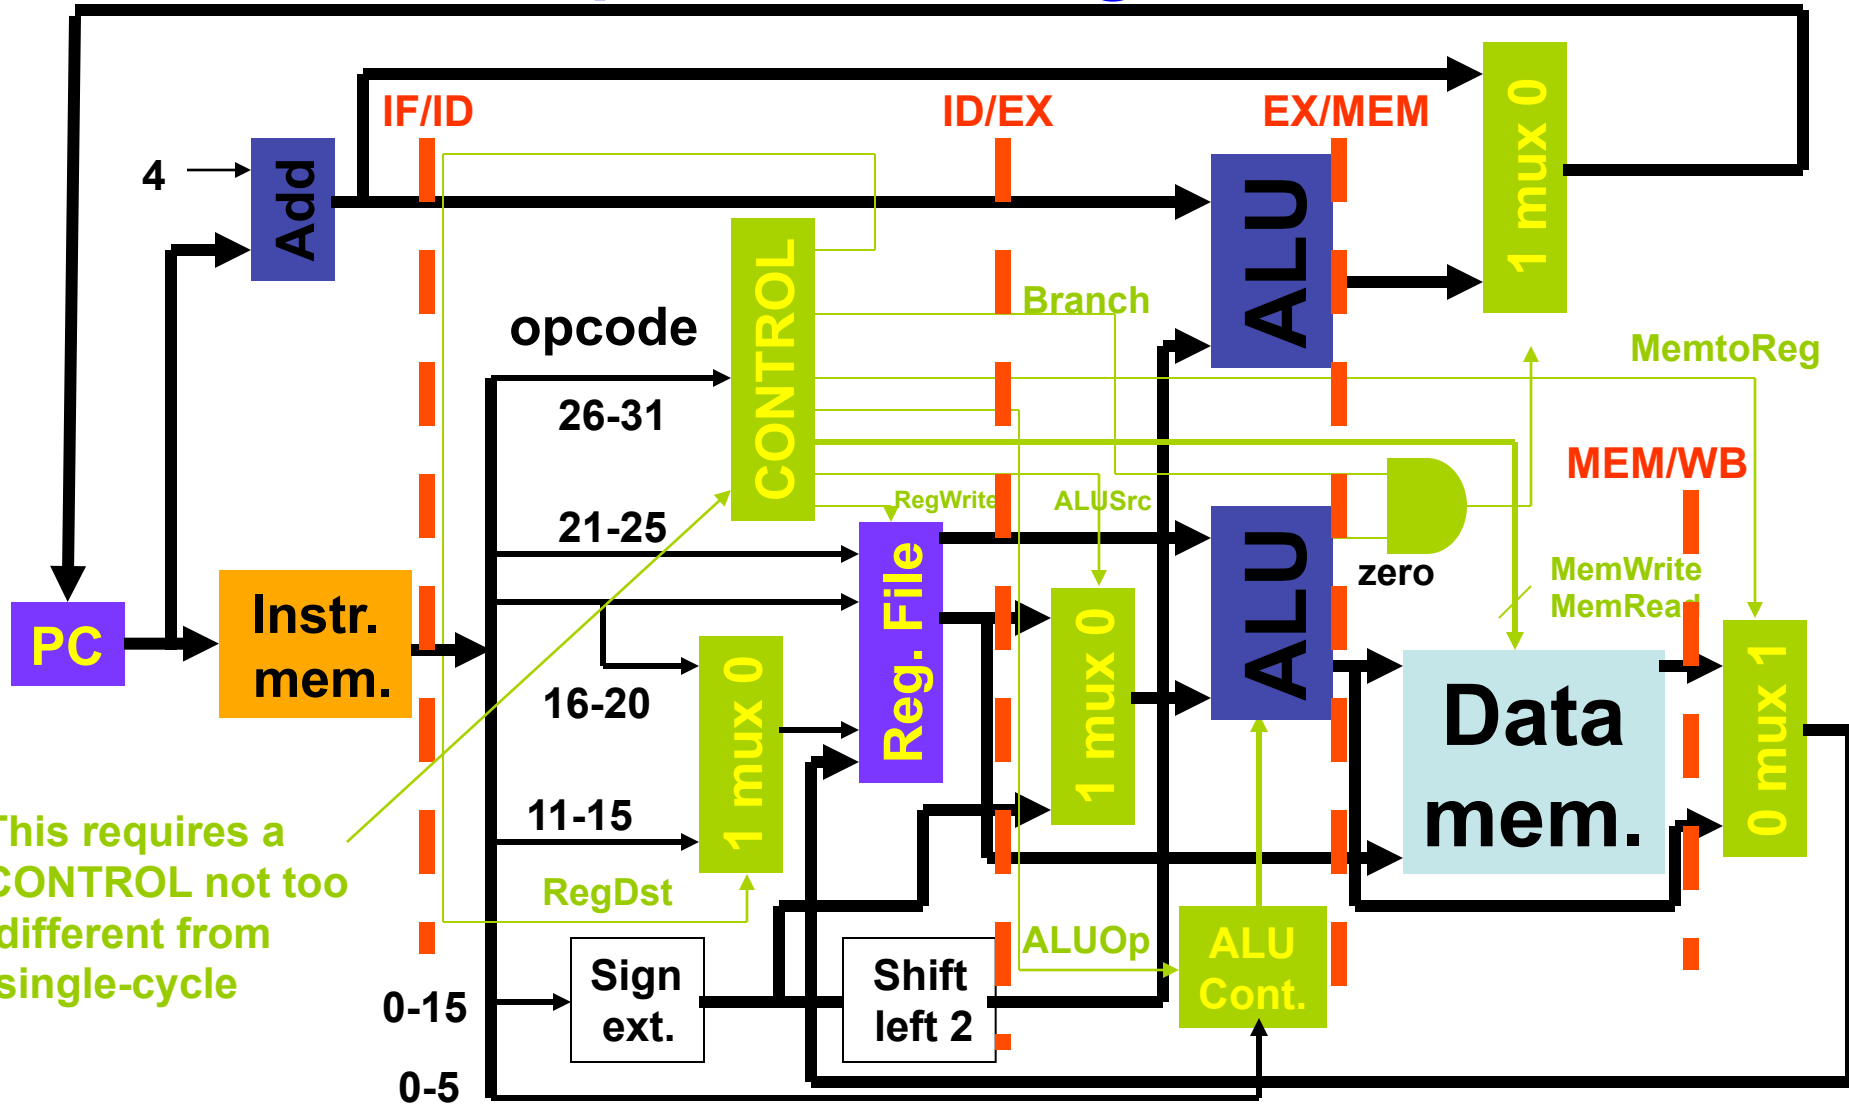 IF/ID
ID/EX
EX/MEM
1 mux 0
4
Add
ALU
Branch
opcode
CONTROL
MemtoReg
26-31
MEM/WB
RegWrite
ALUSrc
21-25
zero
MemWrite
MemRead
PC
Instr.
mem.
Reg. File
1 mux 0
ALU
16-20
1 mux 0
Data
mem.
0 mux 1
11-15
This requires a
CONTROL not too
different from
single-cycle
RegDst
ALUOp
ALU
Cont.
Sign
ext.
Shift
left 2
0-15
0-5